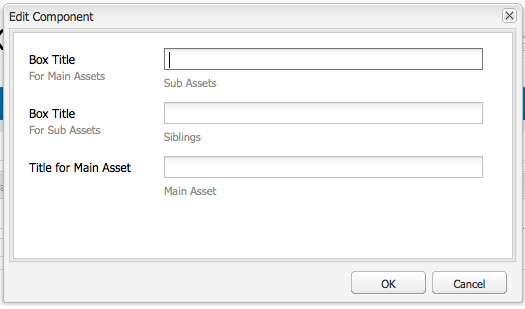 Edit Component
Box Title
For Main Assets
Sub Assets
Box Title
For Sub Assets
Siblings
Title for Main Asset
Main Asset
OK
Cancel